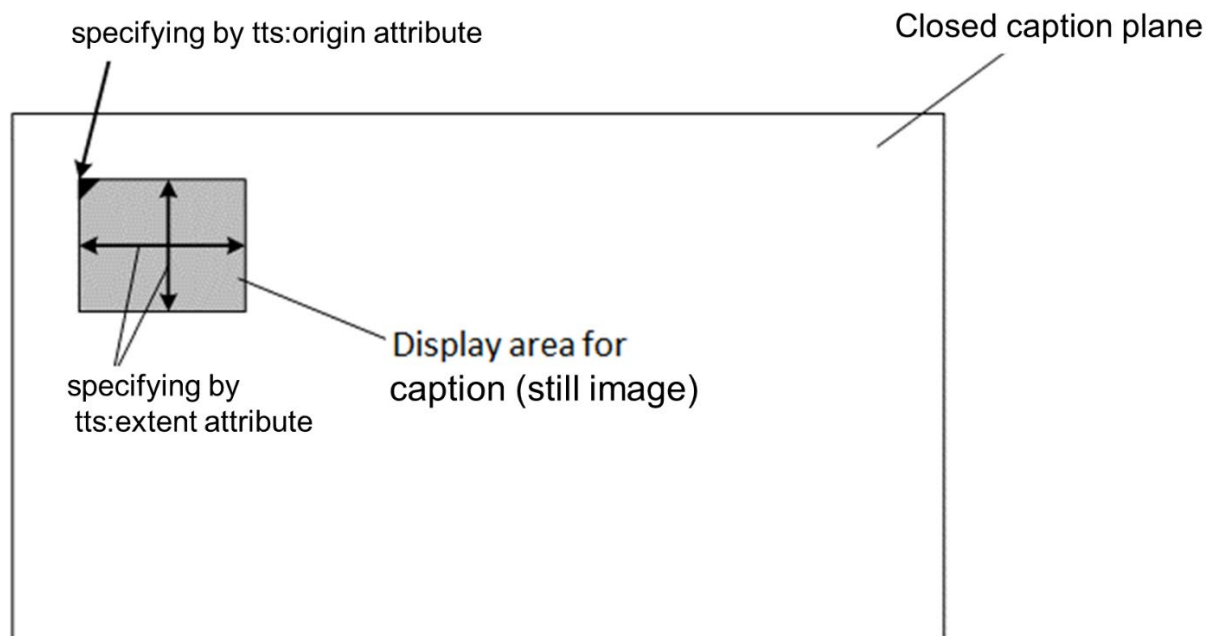 specifying by tts:origin attribute
Closed caption plane
Display area for
caption (still image)
specifying by
tts:extent attribute